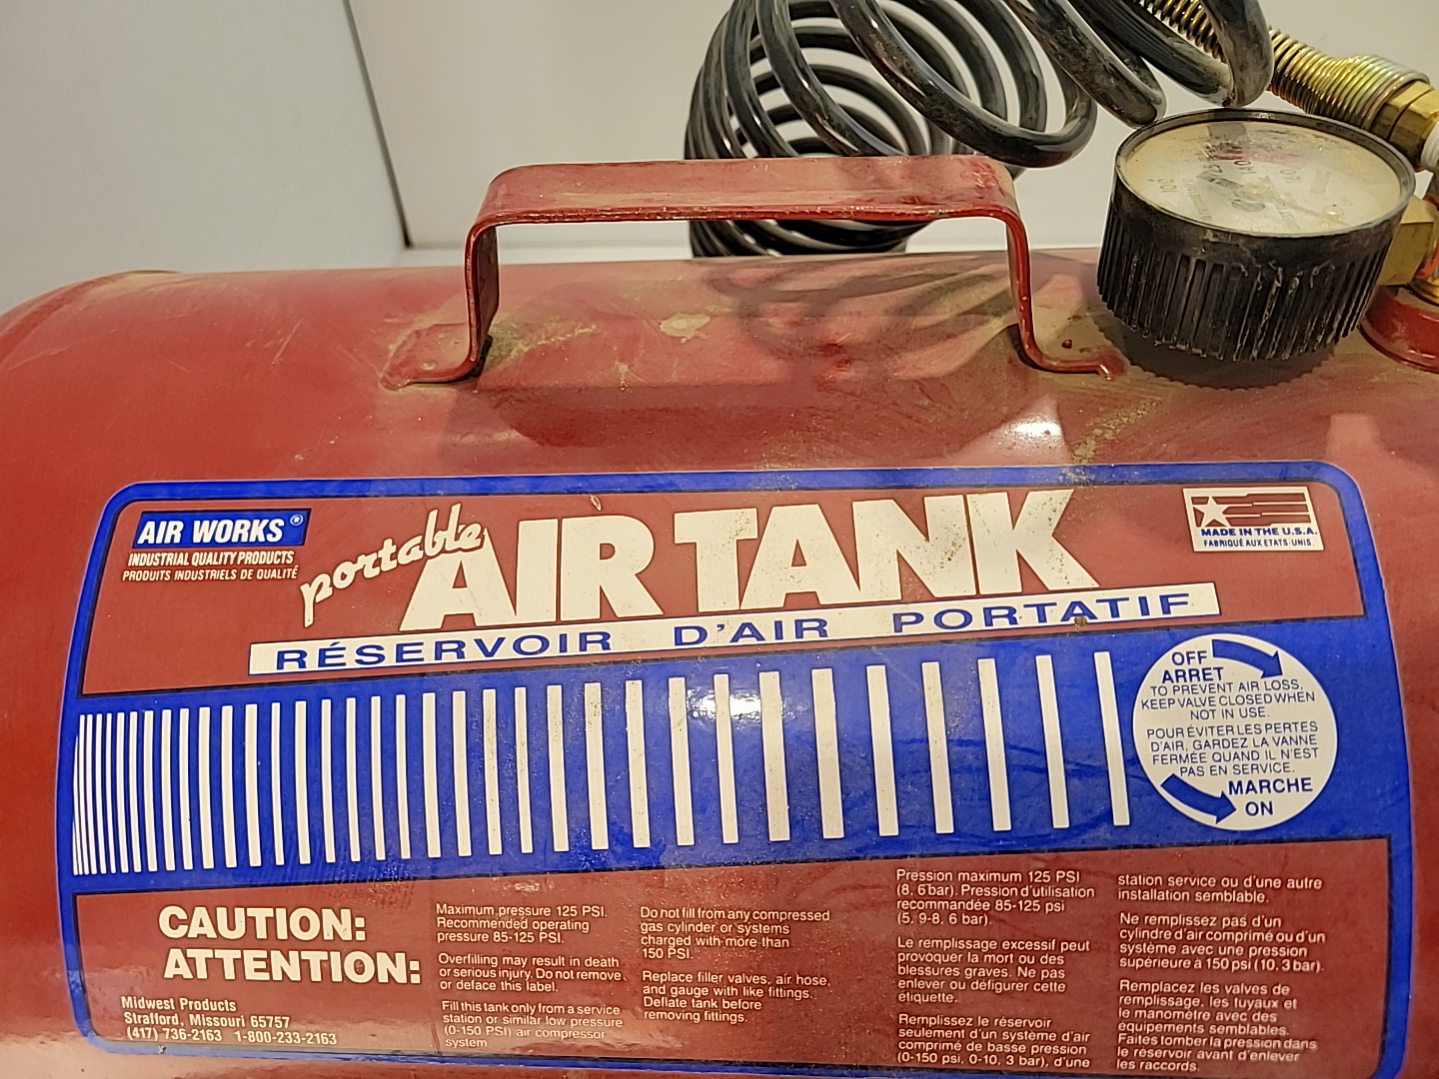 AIR WORKS®
INDUSTRIAL QUALITY PRODUCTS
PRODUITS INDUSTRIELS DE QUALITÉ
portable
AIR TANK
RÉSERVOIR D'AIR PORTATIF
MADE IN THE U.S.A.
FABRIQUÉ AUX ETATS-UNIS.
OFF
ARRET
TO PREVENT AIR LOSS,
KEEP VALVE CLOSED WHEN
NOT IN USE.
POUR ÉVITER LES PERTES
D'AIR, GARDEZ LA VANNE
FERMÉE QUAND IL N'EST
PAS EN SERVICE.
MARCHE
ON
CAUTION:
ATTENTION:
Midwest Products
Strafford, Missouri 65757
(417) 736-2163 1-800-233-2163
Maximum pressure 125 PSI.
Recommended operating
pressure 85-125 PSI.
Overfilling may result in death
or serious injury. Do not remove
or deface this label.
Fill this tank only from a service
station or similar low pressure
(0-150 PSI) air compressor
system
Do not fill from any compressed
gas cylinder or systems
charged with more than
150 PSI.
Replace filler valves, air hose,
and gauge with like fittings.
Deflate tank before
removing fittings.
Pression maximum 125 PSI
(8, 6 bar). Pression d'utilisation
recommandée 85-125 psi
(5, 9-8, 6 bar).
Le remplissage excessif peut
provoquer la mort ou des
blessures graves. Ne pas
enlever ou défigurer cette
étiquette.
Remplissez le réservoir
seulement d'un système d'air
comprimé de basse pression
(0-150 psi, 0-10, 3 bar), d'une
station service ou d'une autre
installation semblable.
Ne remplissez pas d'un
cylindre d'air comprimé ou d'un
système avec une pression
supérieure à 150 psi (10, 3 bar).
Remplacez les valves de
remplissage, les tuyaux et
le manomètre avec des
équipements semblables.
Faites tomber la pression dans
le réservoir avant d'enlever
les raccords.